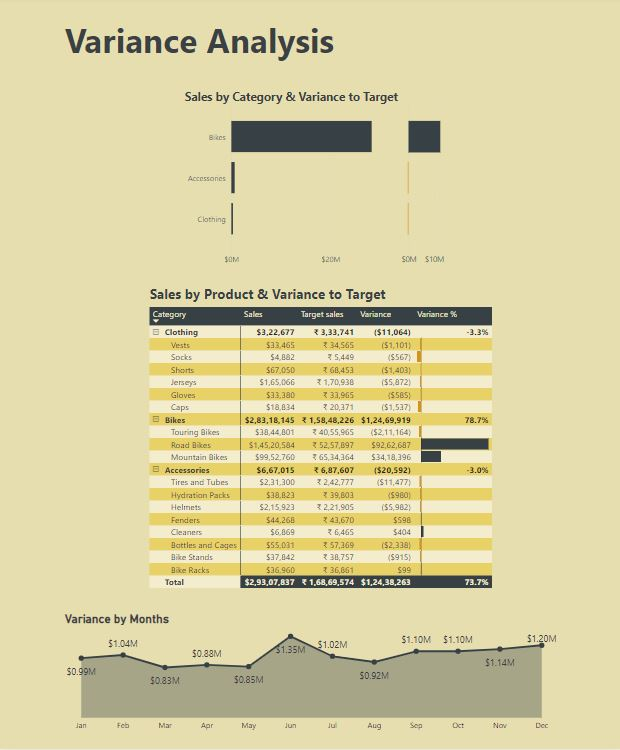 Variance Analysis
Sales by Category & Variance to Target
Bikes
Accessories
Clothing
$0M $20M $0M $10M
Sales by Product & Variance to Target
Category Sales Target sales Variance Variance %
Clothing $3,22,677 ₹ 3,33,741 ($11,064) -3.3%
Vests $33,465 ₹ 34,565 ($1,101)
Socks $4,882 ₹ 5,449 ($567)
Shorts $67,050 ₹ 68,453 ($1,403)
Jerseys $1,65,066 ₹ 1,70,938 ($5,872)
Gloves $33,380 ₹ 33,965 ($585)
Caps $18,834 ₹ 20,371 ($1,537)
Bikes $2,83,18,145 ₹ 1,58,48,226 $1,24,69,919 78.7%
Touring Bikes $38,44,801 ₹ 40,55,965 ($2,11,164)
Road Bikes $1,45,20,584 ₹ 52,57,897 $92,62,687
Mountain Bikes $99,52,760 ₹ 65,34,364 $34,18,396
Accessories $6,67,015 ₹ 6,87,607 ($20,592) -3.0%
Tires and Tubes $2,31,300 ₹ 2,42,777 ($11,477)
Hydration Packs $38,823 ₹ 39,803 ($980)
Helmets $2,15,923 ₹ 2,21,905 ($5,982)
Fenders $44,268 ₹ 43,670 $598
Cleaners $6,869 ₹ 6,465 $404
Bottles and Cages $55,031 ₹ 57,369 ($2,338)
Bike Stands $37,842 ₹ 38,757 ($915)
Bike Racks $36,960 ₹ 36,861 $99
Total $2,93,07,837 ₹ 1,68,69,574 $1,24,38,263 73.7%
Variance by Months
$0.99M $1.04M $0.83M $0.88M $0.85M $1.35M $1.02M $0.92M $1.10M $1.10M $1.14M $1.20M
Jan Feb Mar Apr May Jun Jul Aug Sep Oct Nov Dec